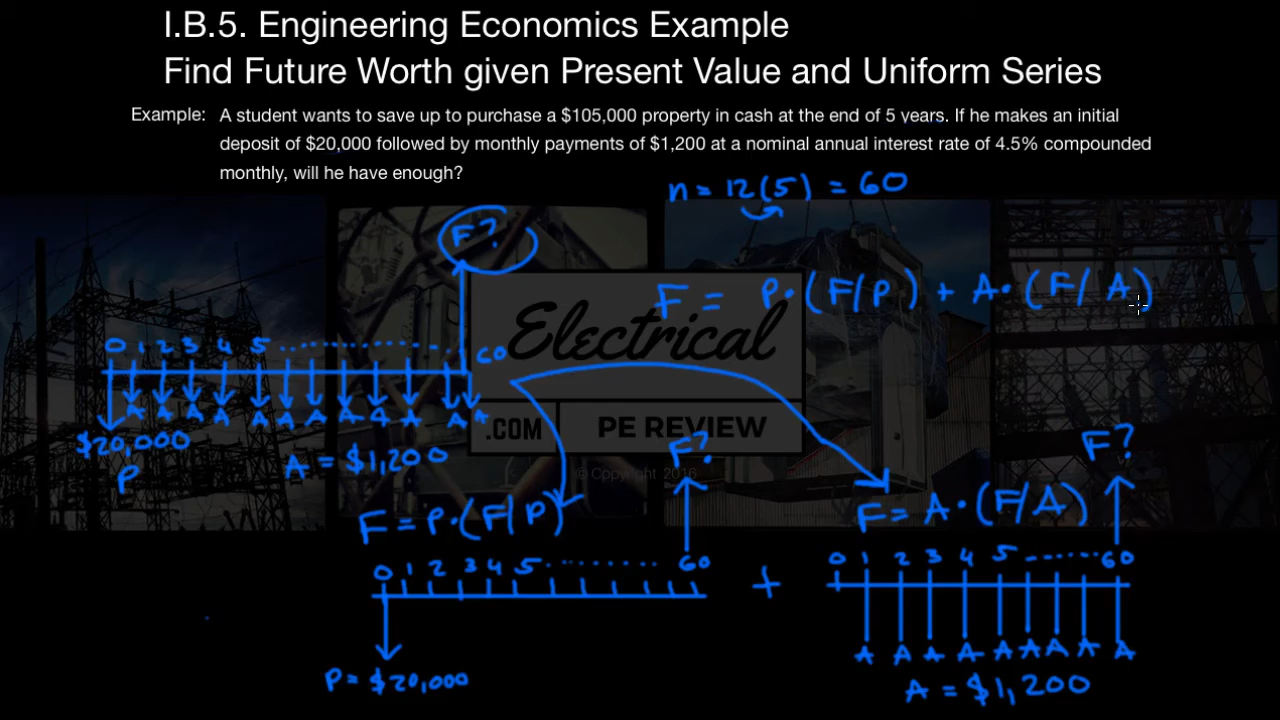 I.B.5. Engineering Economics Example
Find Future Worth given Present Value and Uniform Series
Example: A student wants to save up to purchase a $105,000 property in cash at the end of 5 years. If he makes an initial
deposit of $20,000 followed by monthly payments of $1,200 at a nominal annual interest rate of 4.5% compounded
monthly, will he have enough?
n = 12(5) = 60
F?
F = P·(F/P) + A·(F/A)
Electrical
.COM PE REVIEW
© Copyright 2016
0 1 2 3 4 5 .................. 60
A A A A A A A A A A A A
$20,000
P
A = $1,200
F = P·(F/P)
F?
0 1 2 3 4 5 ......... 60
P = $20,000
+
F?
F = A·(F/A)
0 1 2 3 4 5 ------ 60
A A A A A A A A A
A = $1,200